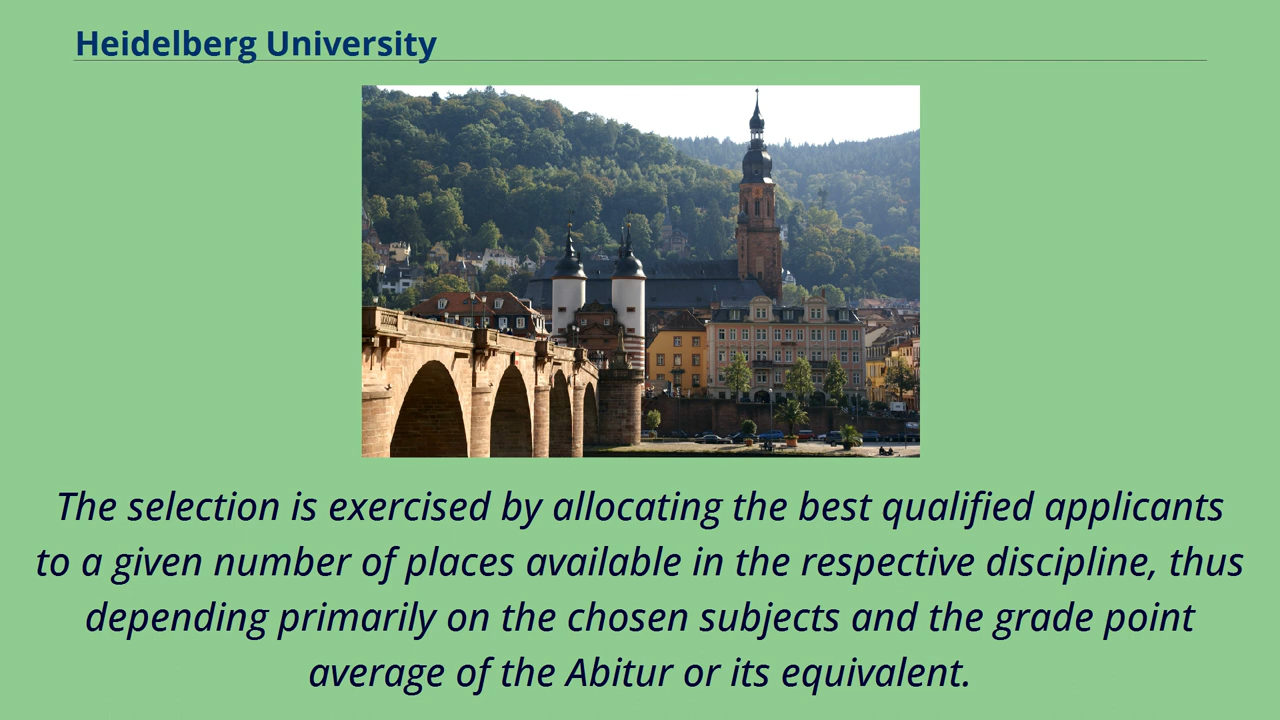 Heidelberg University
The selection is exercised by allocating the best qualified applicants
to a given number of places available in the respective discipline, thus
depending primarily on the chosen subjects and the grade point
average of the Abitur or its equivalent.